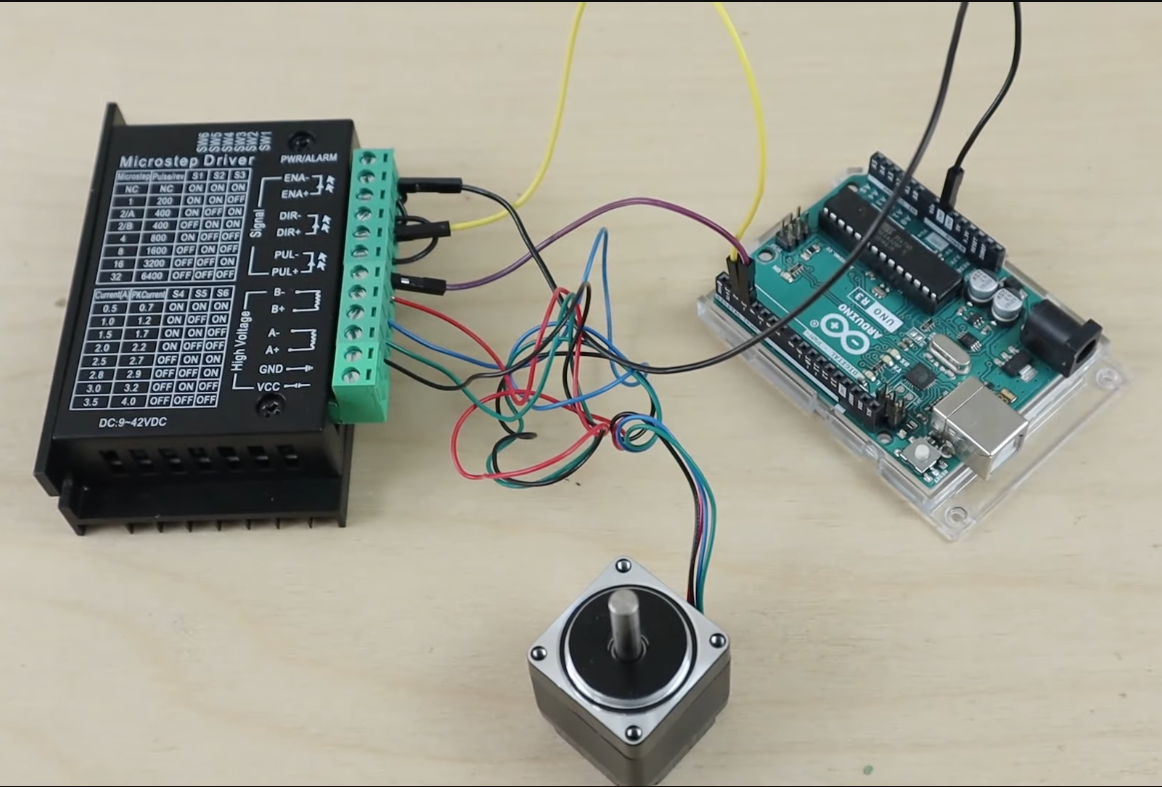 SW6
SW5
SW4
SW3
SW2
SW1
Microstep Driver
Microstep Pulse/rev S1 S2 S3
NC NC ON ON ON
1 200 ON ON OFF
2/A 400 ON OFF ON
2/B 400 OFF ON ON
4 800 ON OFF OFF
8 1600 OFF ON OFF
16 3200 OFF OFF ON
32 6400 OFF OFF OFF
Current(A) PK Current S4 S5 S6
0.5 0.7 ON ON ON
1.0 1.2 ON OFF ON
1.5 1.7 ON ON OFF
2.0 2.2 ON OFF OFF
2.5 2.7 OFF ON ON
2.8 2.9 OFF OFF ON
3.0 3.2 OFF ON OFF
3.5 4.0 OFF OFF OFF
DC:9~42VDC
PWR/ALARM
Signal
ENA-
ENA+
DIR-
DIR+
PUL-
PUL+
High Voltage
B-
B+
A-
A+
GND
VCC
ARDUINO
UNO R3